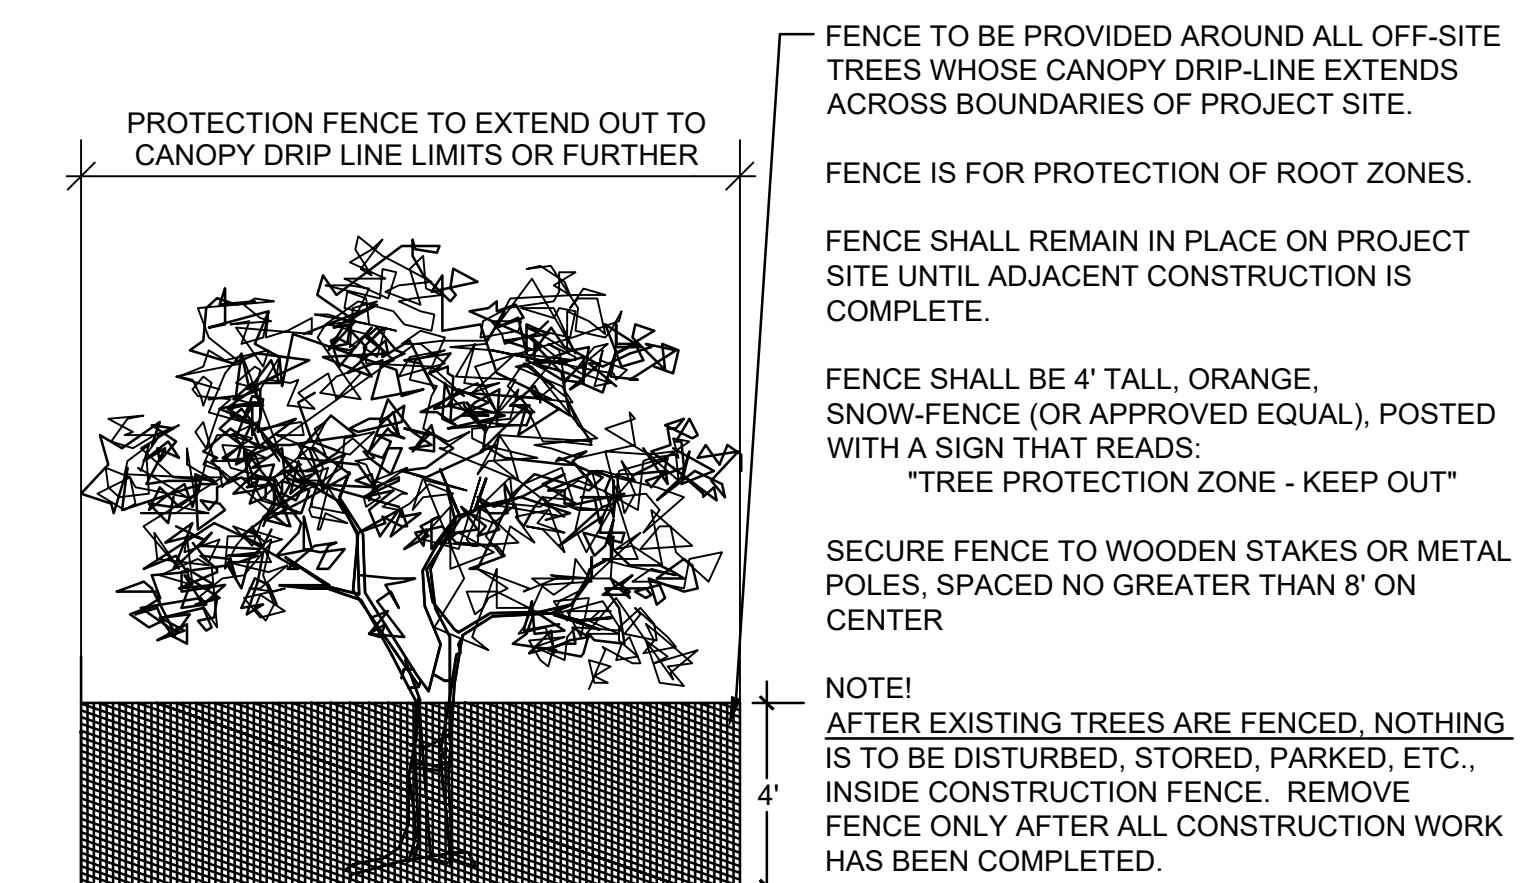 PROTECTION FENCE TO EXTEND OUT TO
CANOPY DRIP LINE LIMITS OR FURTHER
FENCE TO BE PROVIDED AROUND ALL OFF-SITE
TREES WHOSE CANOPY DRIP-LINE EXTENDS
ACROSS BOUNDARIES OF PROJECT SITE.
FENCE IS FOR PROTECTION OF ROOT ZONES.
FENCE SHALL REMAIN IN PLACE ON PROJECT
SITE UNTIL ADJACENT CONSTRUCTION IS
COMPLETE.
FENCE SHALL BE 4' TALL, ORANGE,
SNOW-FENCE (OR APPROVED EQUAL), POSTED
WITH A SIGN THAT READS:
"TREE PROTECTION ZONE - KEEP OUT"
SECURE FENCE TO WOODEN STAKES OR METAL
POLES, SPACED NO GREATER THAN 8' ON
CENTER
NOTE!
AFTER EXISTING TREES ARE FENCED, NOTHING
IS TO BE DISTURBED, STORED, PARKED, ETC.,
INSIDE CONSTRUCTION FENCE.  REMOVE
FENCE ONLY AFTER ALL CONSTRUCTION WORK
HAS BEEN COMPLETED.
4'